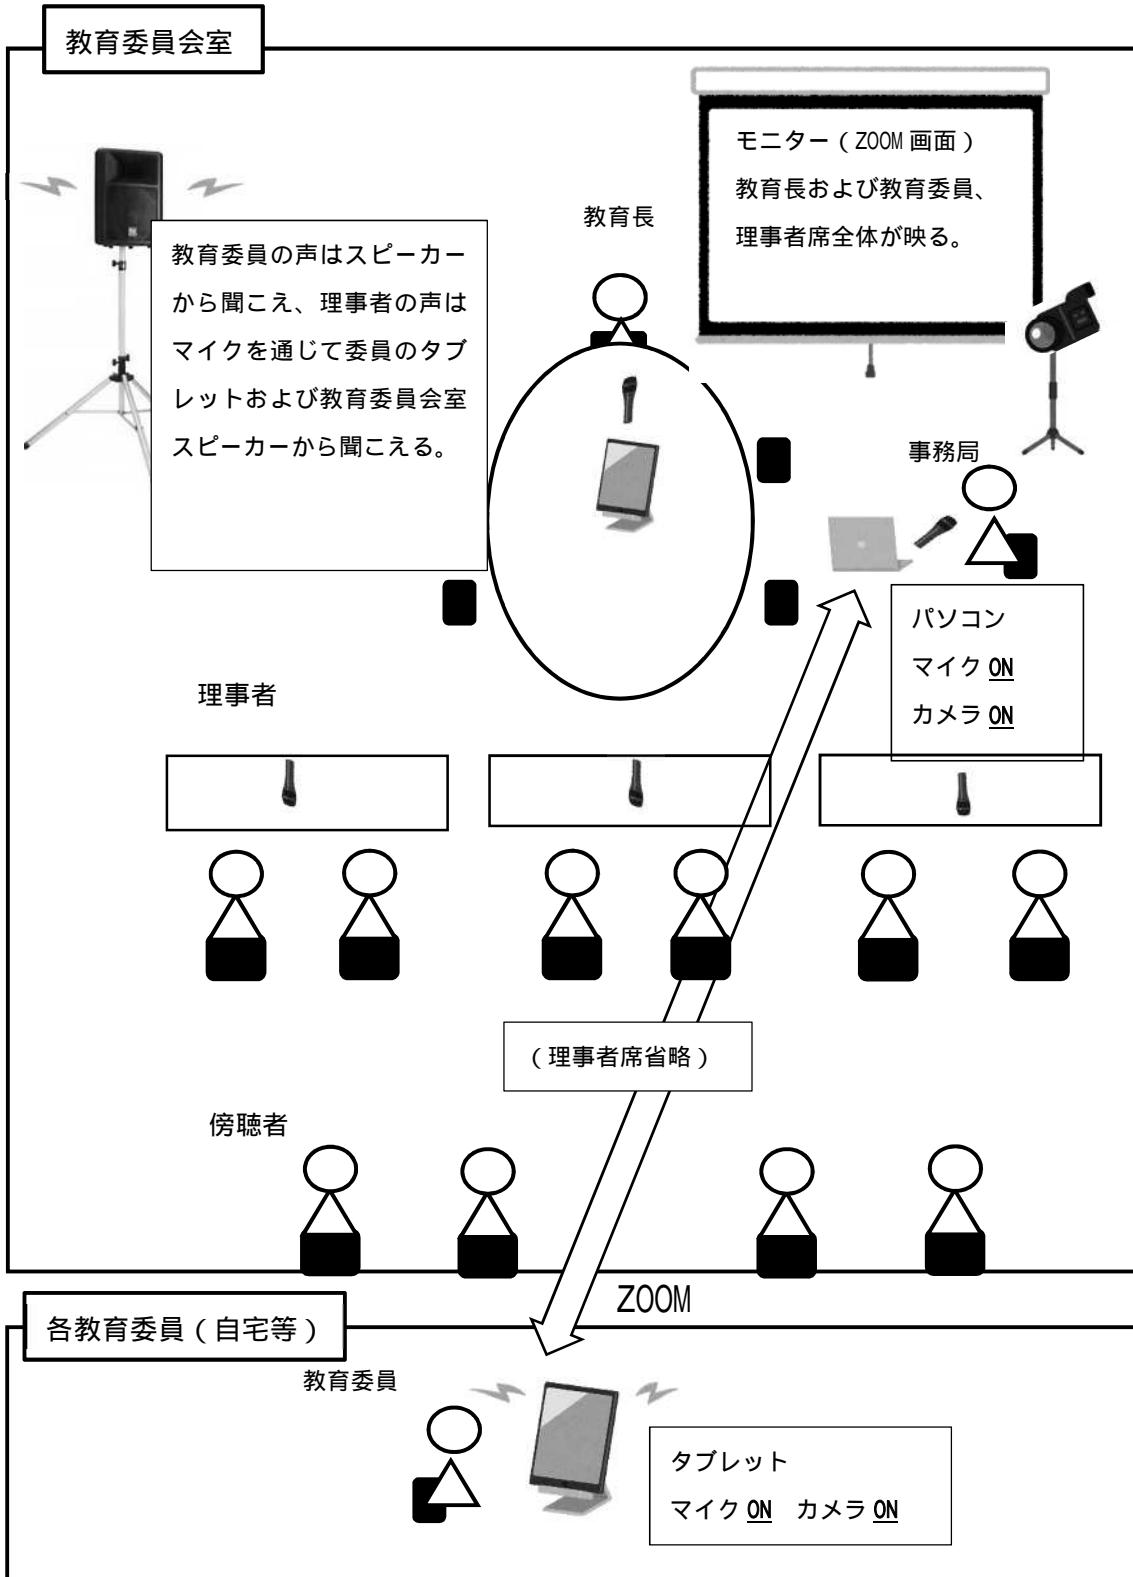 教育委員会室
モニター（ZOOM 画面）
教育長および教育委員、
理事者席全体が映る。
教育長
教育委員の声はスピーカー
から聞こえ、理事者の声は
マイクを通じて委員のタブ
レットおよび教育委員会室
スピーカーから聞こえる。
事務局
パソコン
マイク ON
カメラ ON
理事者
（理事者席省略）
傍聴者
ZOOM
各教育委員（自宅等）
教育委員
タブレット
マイク ON　カメラ ON